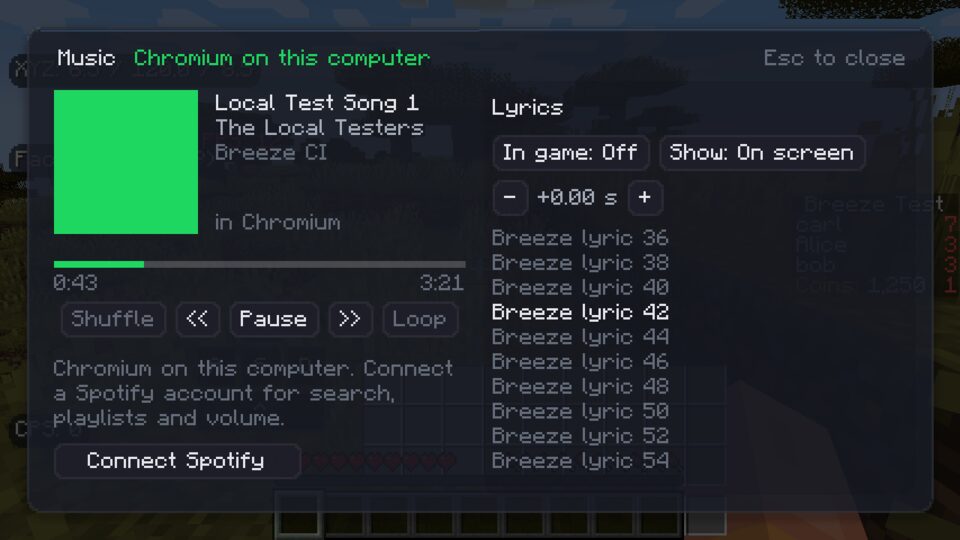 Music Chromium on this computer
Esc to close
Local Test Song 1
The Local Testers
Breeze CI
in Chromium
0:43
3:21
Shuffle
<<
Pause
>>
Loop
Chromium on this computer. Connect
a Spotify account for search,
playlists and volume.
Connect Spotify
Lyrics
In game: Off
Show: On screen
- +0.00 s +
Breeze lyric 36
Breeze lyric 38
Breeze lyric 40
Breeze lyric 42
Breeze lyric 44
Breeze lyric 46
Breeze lyric 48
Breeze lyric 50
Breeze lyric 52
Breeze lyric 54
Breeze Test
carl 7
Alice 3
bob 3
Coins: 1,250 1